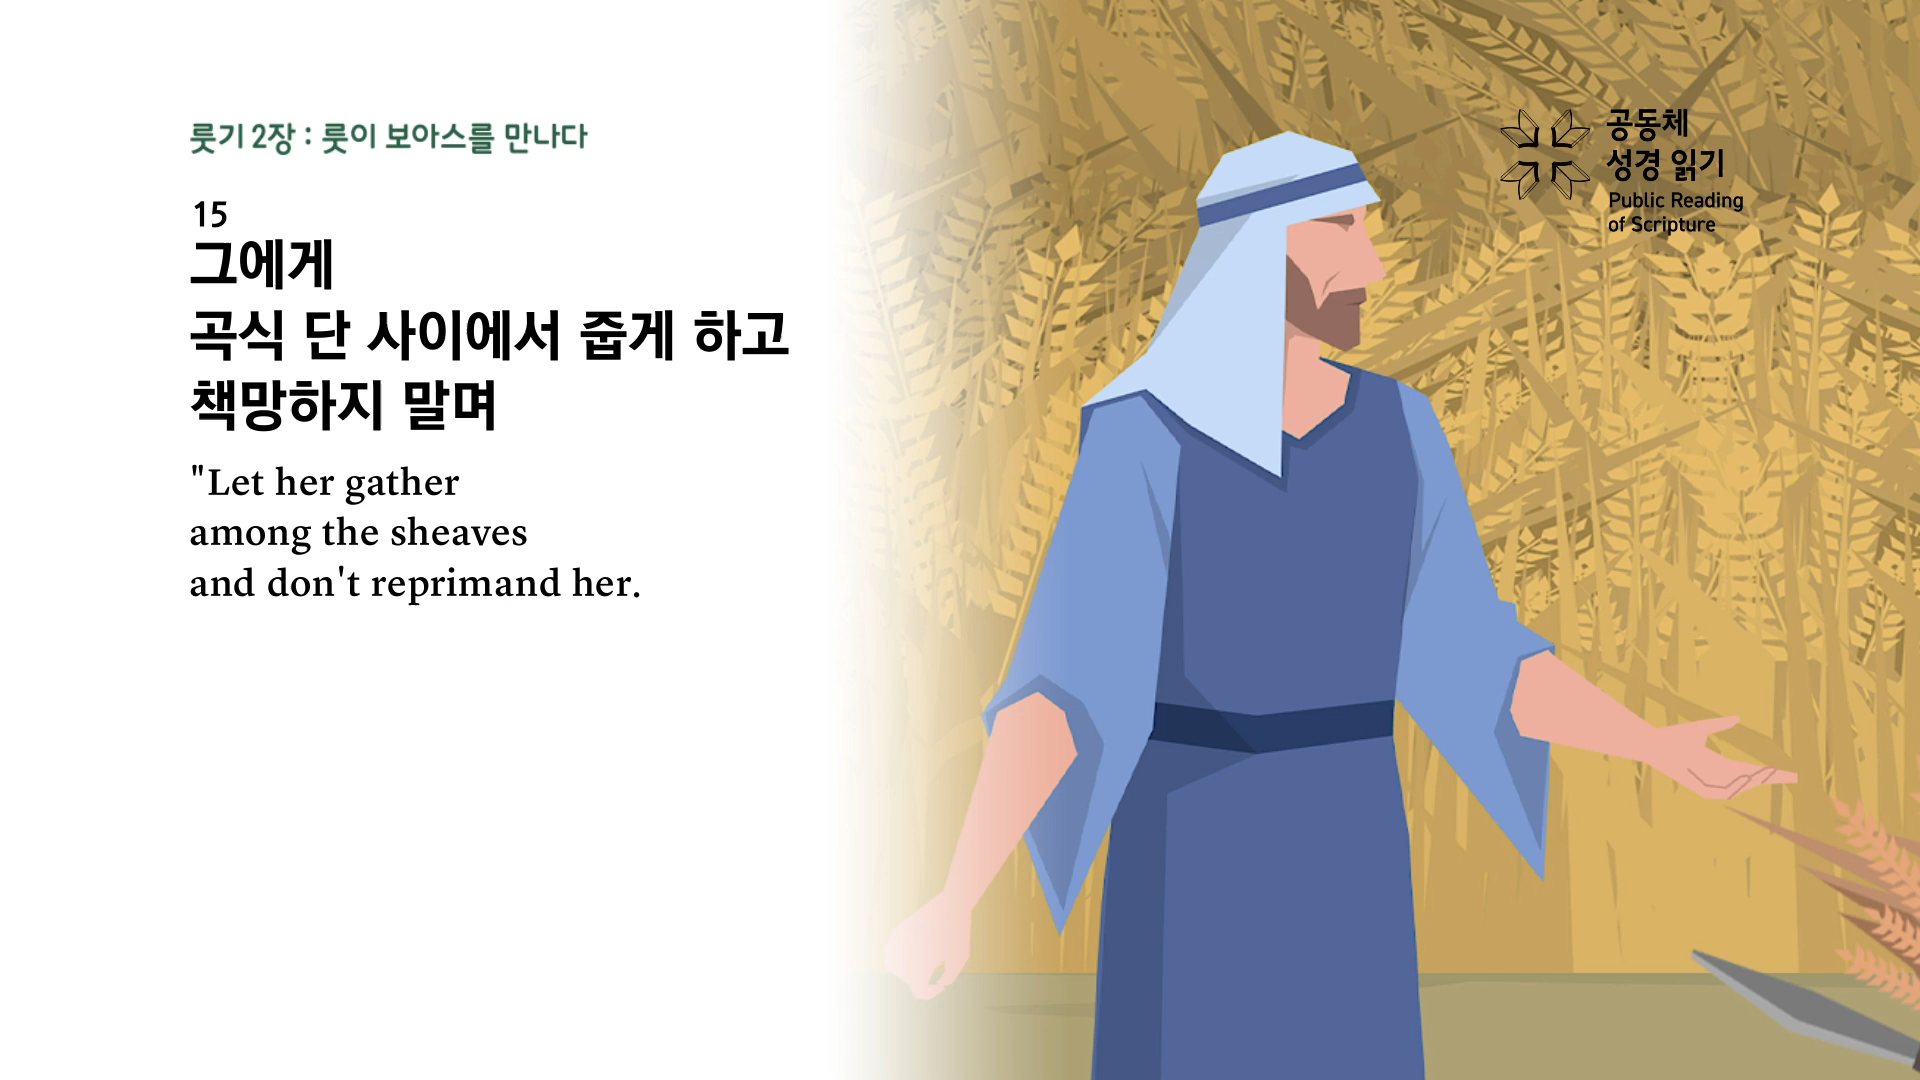 룻기 2장 : 룻이 보아스를 만나다
15
그에게
곡식 단 사이에서 줍게 하고
책망하지 말며
"Let her gather
among the sheaves
and don't reprimand her.
공동체
성경 읽기
Public Reading
of Scripture